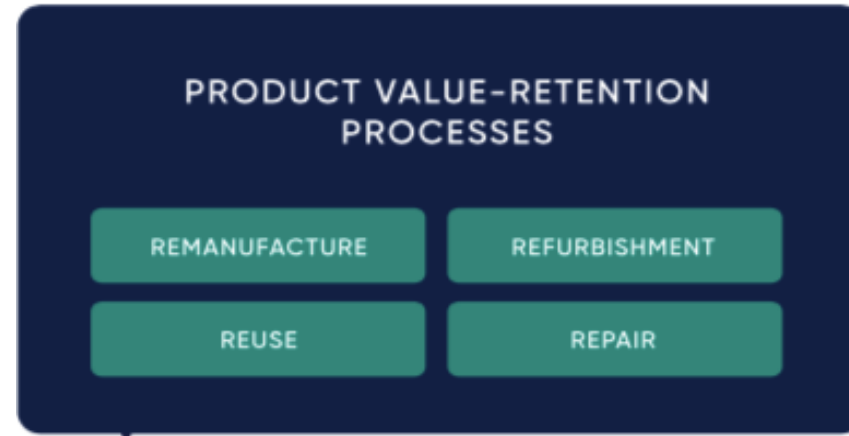 PRODUCT VALUE-RETENTION
PROCESSES
REMANUFACTURE
REFURBISHMENT
REUSE
REPAIR